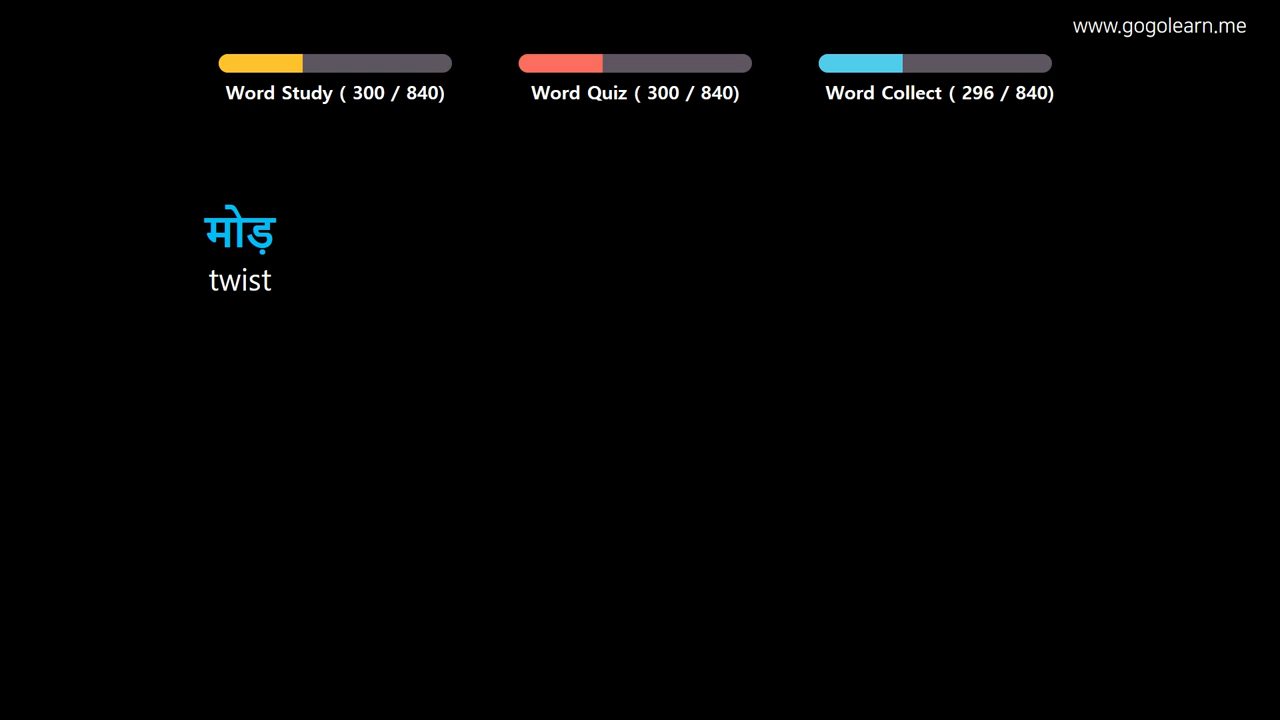 www.gogolearn.me
Word Study ( 300 / 840)
Word Quiz ( 300 / 840)
Word Collect ( 296 / 840)
मोड़
twist